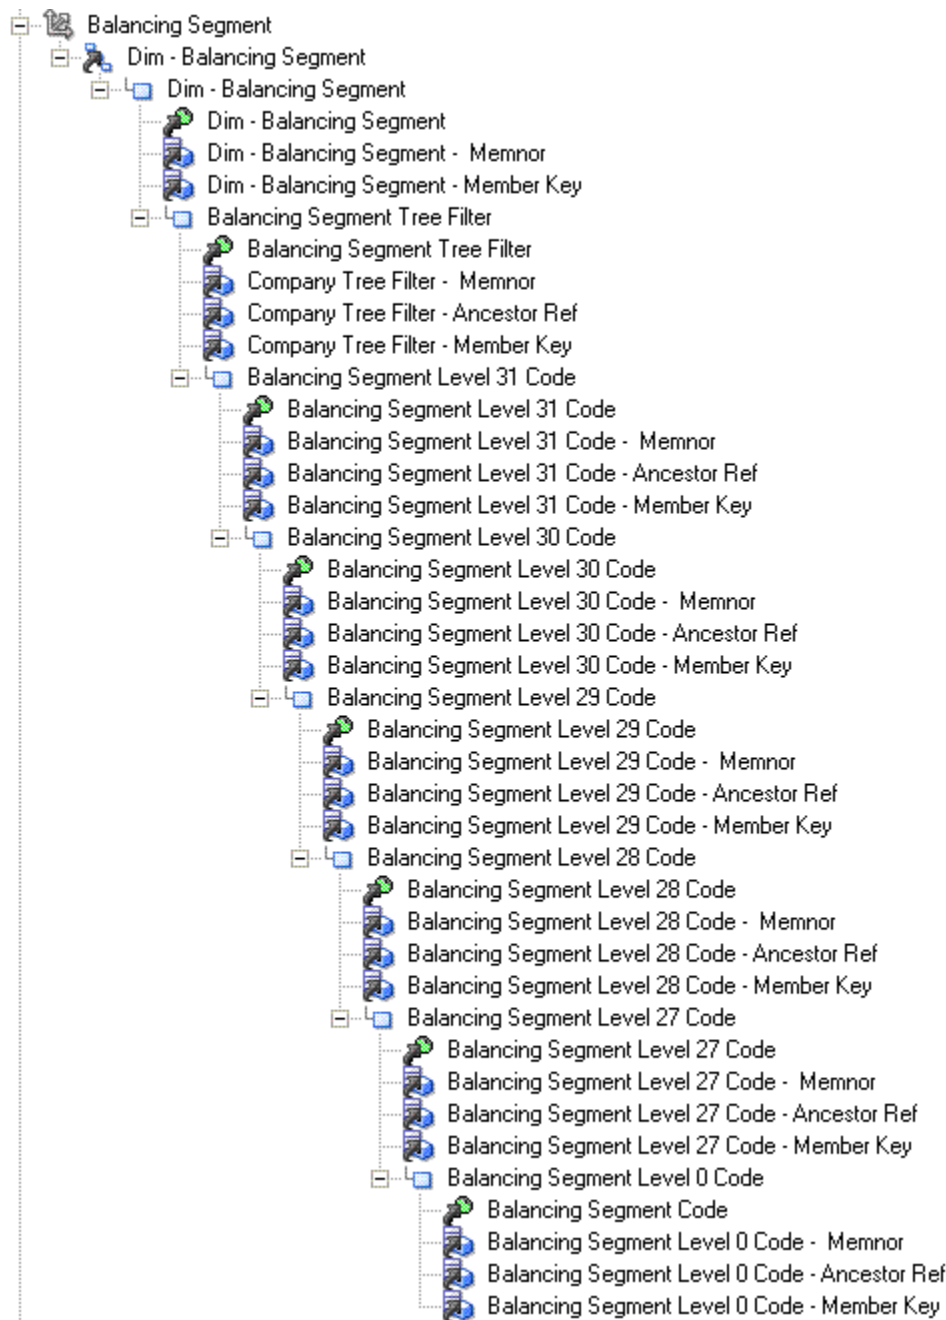 Balancing Segment
Dim - Balancing Segment
Dim - Balancing Segment
Dim - Balancing Segment
Dim - Balancing Segment -  Memnor
Dim - Balancing Segment - Member Key
Balancing Segment Tree Filter
Balancing Segment Tree Filter
Company Tree Filter -  Memnor
Company Tree Filter - Ancestor Ref
Company Tree Filter - Member Key
Balancing Segment Level 31 Code
Balancing Segment Level 31 Code
Balancing Segment Level 31 Code -  Memnor
Balancing Segment Level 31 Code - Ancestor Ref
Balancing Segment Level 31 Code - Member Key
Balancing Segment Level 30 Code
Balancing Segment Level 30 Code
Balancing Segment Level 30 Code -  Memnor
Balancing Segment Level 30 Code - Ancestor Ref
Balancing Segment Level 30 Code - Member Key
Balancing Segment Level 29 Code
Balancing Segment Level 29 Code
Balancing Segment Level 29 Code -  Memnor
Balancing Segment Level 29 Code - Ancestor Ref
Balancing Segment Level 29 Code - Member Key
Balancing Segment Level 28 Code
Balancing Segment Level 28 Code
Balancing Segment Level 28 Code -  Memnor
Balancing Segment Level 28 Code - Ancestor Ref
Balancing Segment Level 28 Code - Member Key
Balancing Segment Level 27 Code
Balancing Segment Level 27 Code
Balancing Segment Level 27 Code -  Memnor
Balancing Segment Level 27 Code - Ancestor Ref
Balancing Segment Level 27 Code - Member Key
Balancing Segment Level 0 Code
Balancing Segment Code
Balancing Segment Level 0 Code -  Memnor
Balancing Segment Level 0 Code - Ancestor Ref
Balancing Segment Level 0 Code - Member Key